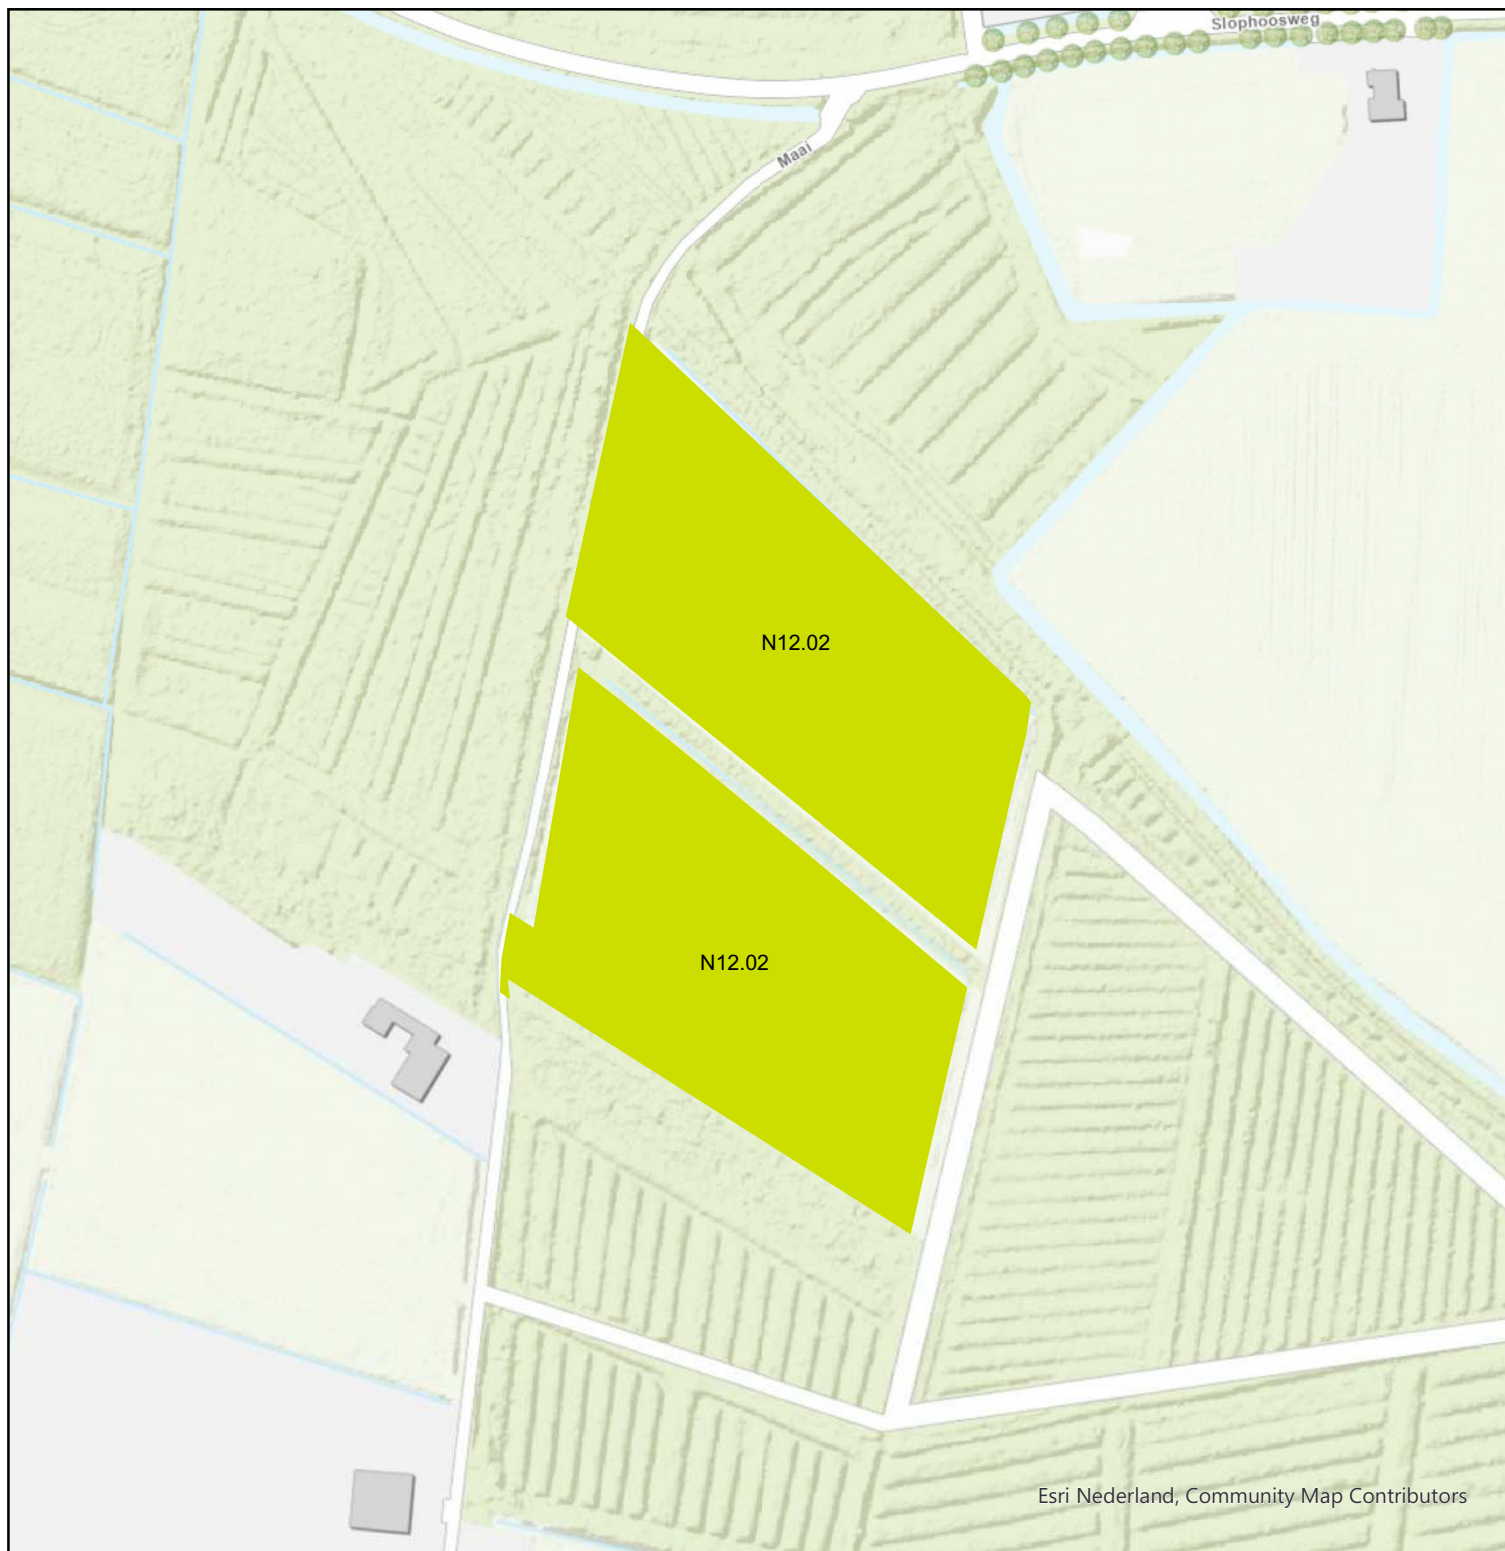 Slophoosweg
Maai
N12.02
N12.02
Esri Nederland, Community Map Contributors